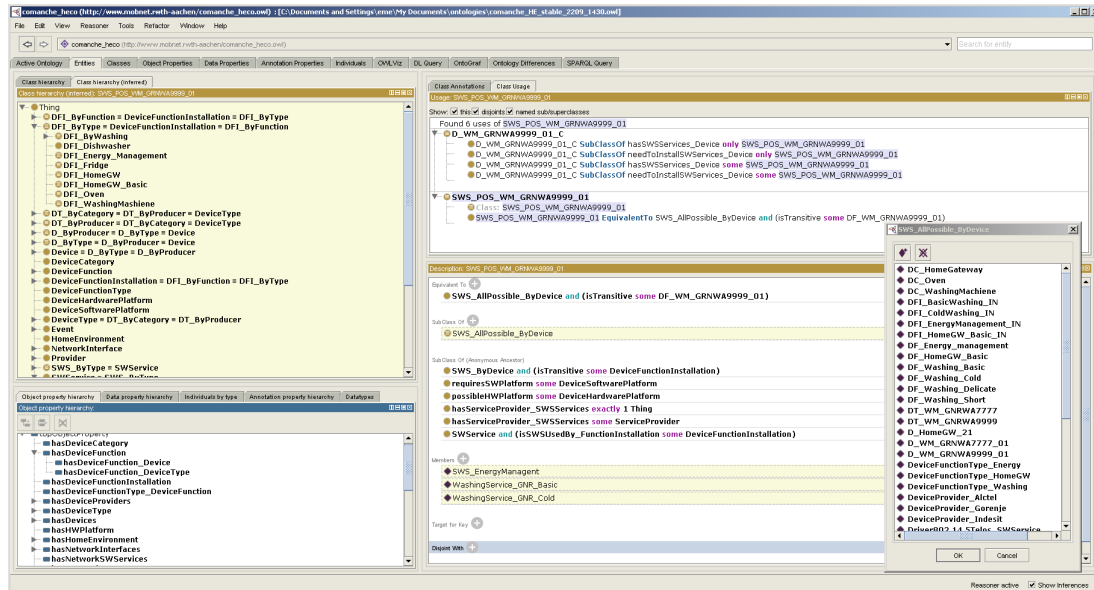 comanche_heco (http://www.mobnet.rwth-aachen/comanche_heco.owl) : [C:\Documents and Settings\eme\My Documents\ontologies\comanche_HE_stable_2209_1430.owl]
File Edit View Reasoner Tools Refactor Window Help
comanche_heco (http://www.mobnet.rwth-aachen/comanche_heco.owl)
Search for entity
Active Ontology Entities Classes Object Properties Data Properties Annotation Properties Individuals OWLViz DL Query OntoGraf Ontology Differences SPARQL Query
Class hierarchy Class hierarchy (inferred)
Class hierarchy (inferred): SWS_POS_WM_GRNWA9999_01
Thing
DFI_ByFunction = DeviceFunctionInstallation = DFI_ByType
DFI_ByType = DeviceFunctionInstallation = DFI_ByFunction
DFI_ByWashing
DFI_Dishwasher
DFI_Energy_Management
DFI_Fridge
DFI_HomeGW
DFI_HomeGW_Basic
DFI_Oven
DFI_WashingMachiene
DT_ByCategory = DT_ByProducer = DeviceType
DT_ByProducer = DT_ByCategory = DeviceType
D_ByProducer = D_ByType = Device
D_ByType = D_ByProducer = Device
Device = D_ByType = D_ByProducer
DeviceCategory
DeviceFunction
DeviceFunctionInstallation = DFI_ByFunction = DFI_ByType
DeviceFunctionType
DeviceHardwarePlatform
DeviceSoftwarePlatform
DeviceType = DT_ByCategory = DT_ByProducer
Event
HomeEnvironment
NetworkInterface
Provider
SWS_ByType = SWService
SWService = SWS_ByType
Object property hierarchy Data property hierarchy Individuals by type Annotation property hierarchy Datatypes
Object property hierarchy:
topObjectProperty
hasDeviceCategory
hasDeviceFunction
hasDeviceFunction_Device
hasDeviceFunction_DeviceType
hasDeviceFunctionInstallation
hasDeviceFunctionType_DeviceFunction
hasDeviceProviders
hasDeviceType
hasDevices
hasHWPlatform
hasHomeEnvironment
hasNetworkInterfaces
hasNetworkSWServices
Class Annotations Class Usage
Usage: SWS_POS_WM_GRNWA9999_01
Show: this disjoints named sub/superclasses
Found 6 uses of SWS_POS_WM_GRNWA9999_01
D_WM_GRNWA9999_01_C
D_WM_GRNWA9999_01_C SubClassOf hasSWSServices_Device only SWS_POS_WM_GRNWA9999_01
D_WM_GRNWA9999_01_C SubClassOf needToInstallSWServices_Device only SWS_POS_WM_GRNWA9999_01
D_WM_GRNWA9999_01_C SubClassOf hasSWSServices_Device some SWS_POS_WM_GRNWA9999_01
D_WM_GRNWA9999_01_C SubClassOf needToInstallSWServices_Device some SWS_POS_WM_GRNWA9999_01
SWS_POS_WM_GRNWA9999_01
Class: SWS_POS_WM_GRNWA9999_01
SWS_POS_WM_GRNWA9999_01 EquivalentTo SWS_AllPossible_ByDevice and (isTransitive some DF_WM_GRNWA9999_01)
Description: SWS_POS_WM_GRNWA9999_01
Equivalent To
SWS_AllPossible_ByDevice and (isTransitive some DF_WM_GRNWA9999_01)
SubClass Of
SWS_AllPossible_ByDevice
SubClass Of (Anonymous Ancestor)
SWS_ByDevice and (isTransitive some DeviceFunctionInstallation)
requiresSWPlatform some DeviceSoftwarePlatform
possibleHWPlatform some DeviceHardwarePlatform
hasServiceProvider_SWSServices exactly 1 Thing
hasServiceProvider_SWSServices some ServiceProvider
SWService and (isSWSUsedBy_FunctionInstallation some DeviceFunctionInstallation)
Members
SWS_EnergyManagent
WashingService_GNR_Basic
WashingService_GNR_Cold
Target for Key
Disjoint With
SWS_AllPossible_ByDevice
DC_HomeGateway
DC_Oven
DC_WashingMachiene
DFI_BasicWashing_IN
DFI_ColdWashing_IN
DFI_EnergyManagement_IN
DFI_HomeGW_Basic_IN
DF_Energy_management
DF_HomeGW_Basic
DF_Washing_Basic
DF_Washing_Cold
DF_Washing_Delicate
DF_Washing_Short
DT_WM_GNRWA7777
DT_WM_GNRWA9999
D_HomeGW_21
D_WM_GRNWA7777_01
D_WM_GRNWA9999_01
DeviceFunctionType_Energy
DeviceFunctionType_HomeGW
DeviceFunctionType_Washing
DeviceProvider_Alctel
DeviceProvider_Gorenje
DeviceProvider_Indesit
OK Cancel
Reasoner active Show Inferences